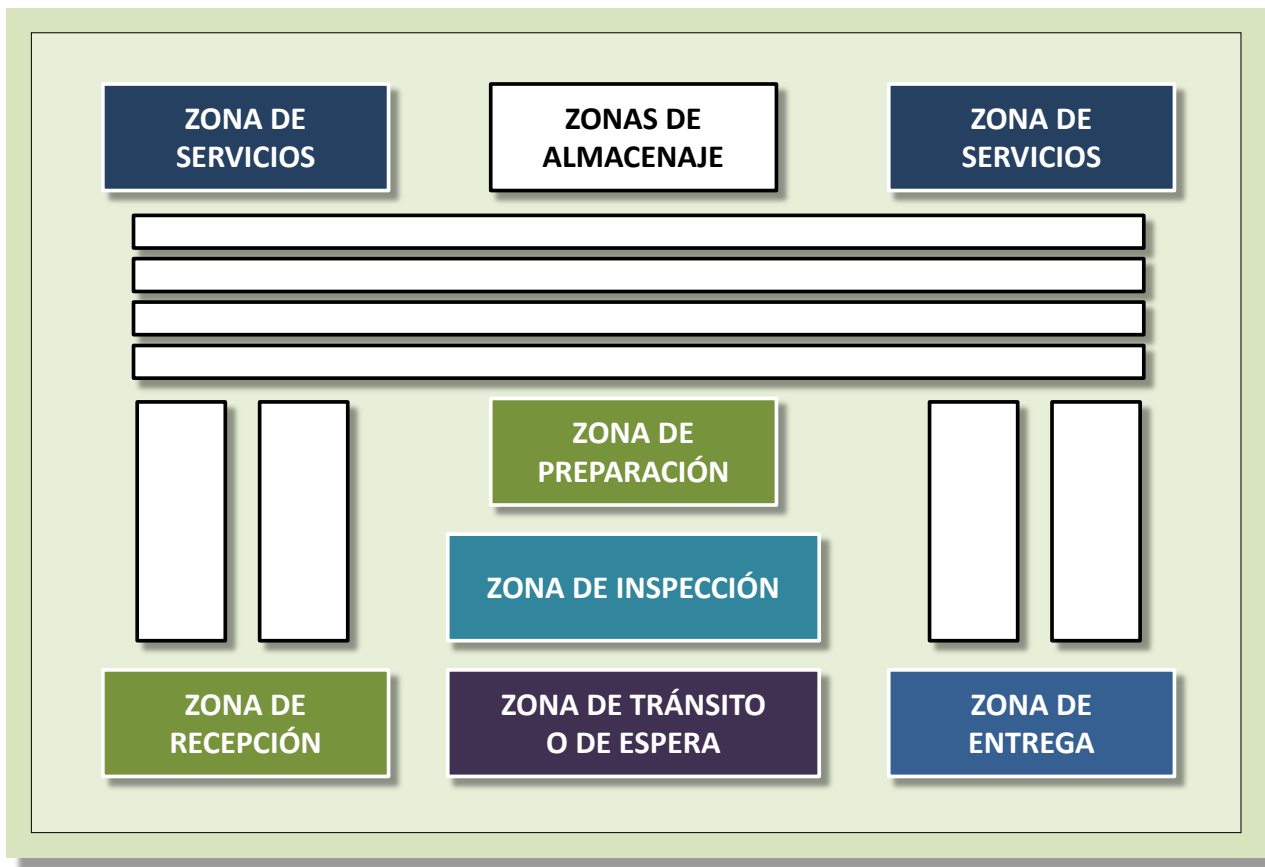 ZONA DE
SERVICIOS
ZONAS DE
ALMACENAJE
ZONA DE
SERVICIOS
ZONA DE
PREPARACIÓN
ZONA DE INSPECCIÓN
ZONA DE
RECEPCIÓN
ZONA DE TRÁNSITO
O DE ESPERA
ZONA DE
ENTREGA